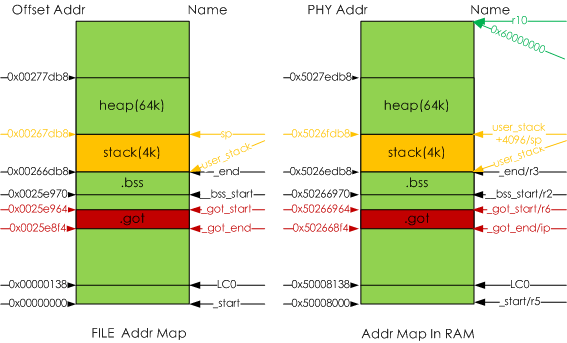 Offset Addr
Name
0x00277db8
heap(64k)
0x00267db8
sp
stack(4k)
user_stack
0x00266db8
_end
.bss
0x0025e970
__bss_start
0x0025e964
_got_start
.got
0x0025e8f4
_got_end
0x00000138
LC0
0x00000000
_start
FILE Addr Map
PHY Addr
Name
r10
0x60000000
0x5027edb8
heap(64k)
0x5026fdb8
user_stack
+4096/sp
stack(4k)
user_stack
0x5026edb8
_end/r3
.bss
0x50266970
__bss_start/r2
0x50266964
_got_start/r6
.got
0x502668f4
_got_end/ip
0x50008138
LC0
0x50008000
_start/r5
Addr Map In RAM